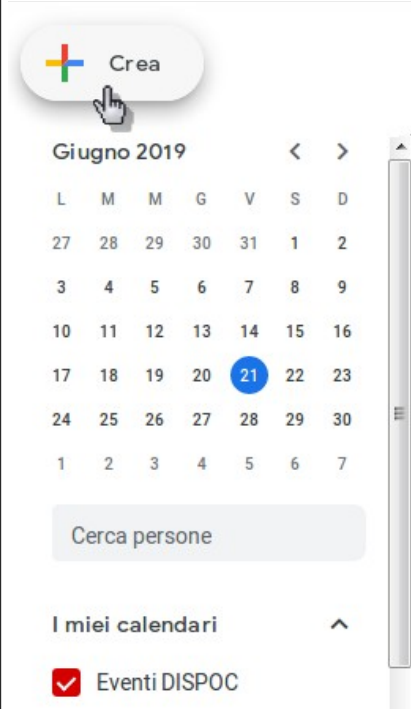 Crea
Giugno 2019
L M M G V S D
27 28 29 30 31 1 2
3 4 5 6 7 8 9
10 11 12 13 14 15 16
17 18 19 20 21 22 23
24 25 26 27 28 29 30
1 2 3 4 5 6 7
Cerca persone
I miei calendari
Eventi DISPOC